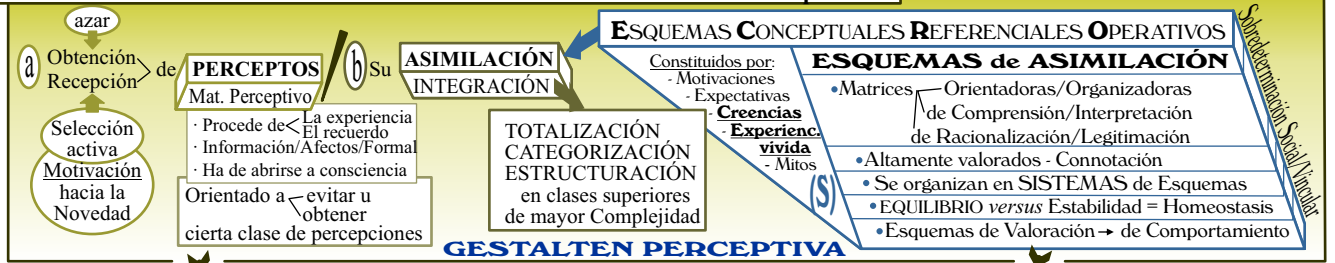 azar
a
Obtención
Recepción
de
PERCEPTOS
Mat. Perceptivo
· Procede de La experiencia
El recuerdo
· Información/Afectos/Formal
· Ha de abrirse a consciencia
Orientado a evitar u
obtener
cierta clase de percepciones
Selección
activa
Motivación
hacia la
Novedad
b
Su
ASIMILACIÓN
INTEGRACIÓN
TOTALIZACIÓN
CATEGORIZACIÓN
ESTRUCTURACIÓN
en clases superiores
de mayor Complejidad
GESTALTEN PERCEPTIVA
ESQUEMAS CONCEPTUALES REFERENCIALES OPERATIVOS
Constituidos por:
- Motivaciones
- Expectativas
- Creencias
- Experienc.
vivida
- Mitos
(S)
ESQUEMAS de ASIMILACIÓN
•Matrices Orientadoras/Organizadoras
de Comprensión/Interpretación
de Racionalización/Legitimación
•Altamente valorados - Connotación
• Se organizan en SISTEMAS de Esquemas
•EQUILIBRIO versus Estabilidad = Homeostasis
•Esquemas de Valoración → de Comportamiento
Sobredeterminación Social/Vincular